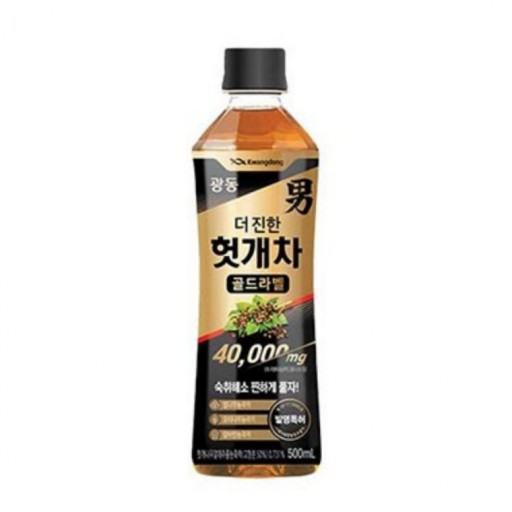 Kwangdong
광동
男
더 진한
헛개차
골드라벨
40,000mg
숙취해소 찐하게 풀자!
발명특허
500mL